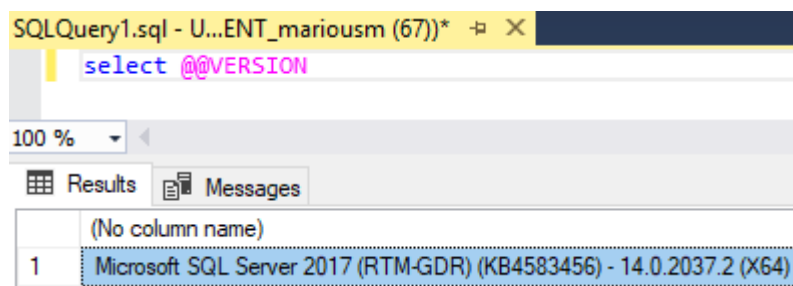 SQLQuery1.sql - U...ENT_mariousm (67))*
select @@VERSION
100 %
Results Messages
(No column name)
1 Microsoft SQL Server 2017 (RTM-GDR) (KB4583456) - 14.0.2037.2 (X64)